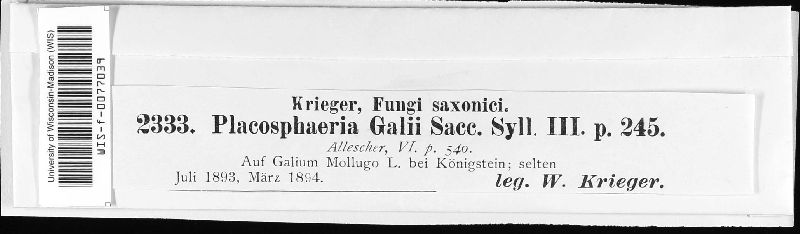 University of Wisconsin-Madison (WIS)
WIS-f-0077039
Krieger, Fungi saxonici.
2333. Placosphaeria Galii Sacc. Syll. III. p. 245.
Allescher, VI. p. 540.
Auf Galium Mollugo L. bei Königstein; selten
Juli 1893, März 1894.
leg. W. Krieger.